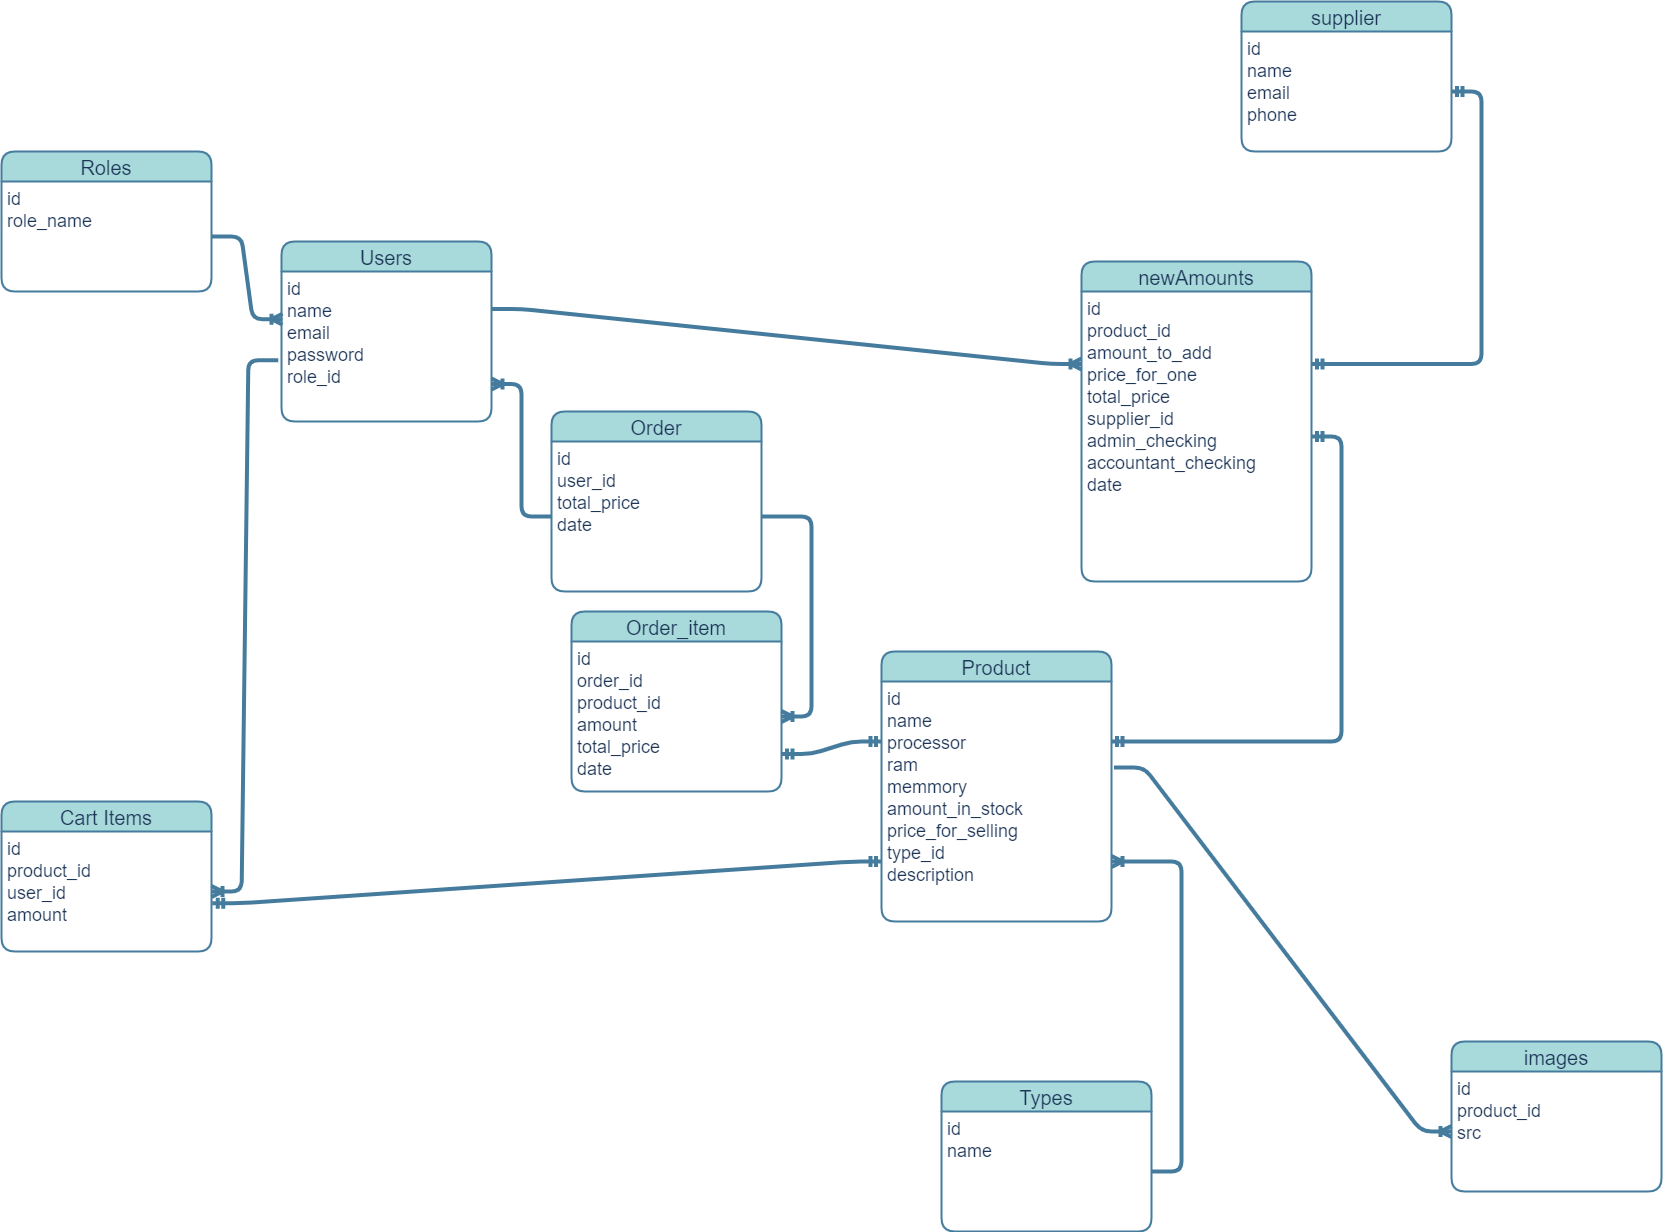 supplier
id
name
email
phone
Roles
id
role_name
Users
id
name
email
password
role_id
newAmounts
id
product_id
amount_to_add
price_for_one
total_price
supplier_id
admin_checking
accountant_checking
date
Order
id
user_id
total_price
date
Order_item
id
order_id
product_id
amount
total_price
date
Product
id
name
processor
ram
memmory
amount_in_stock
price_for_selling
type_id
description
Cart Items
id
product_id
user_id
amount
images
id
product_id
src
Types
id
name